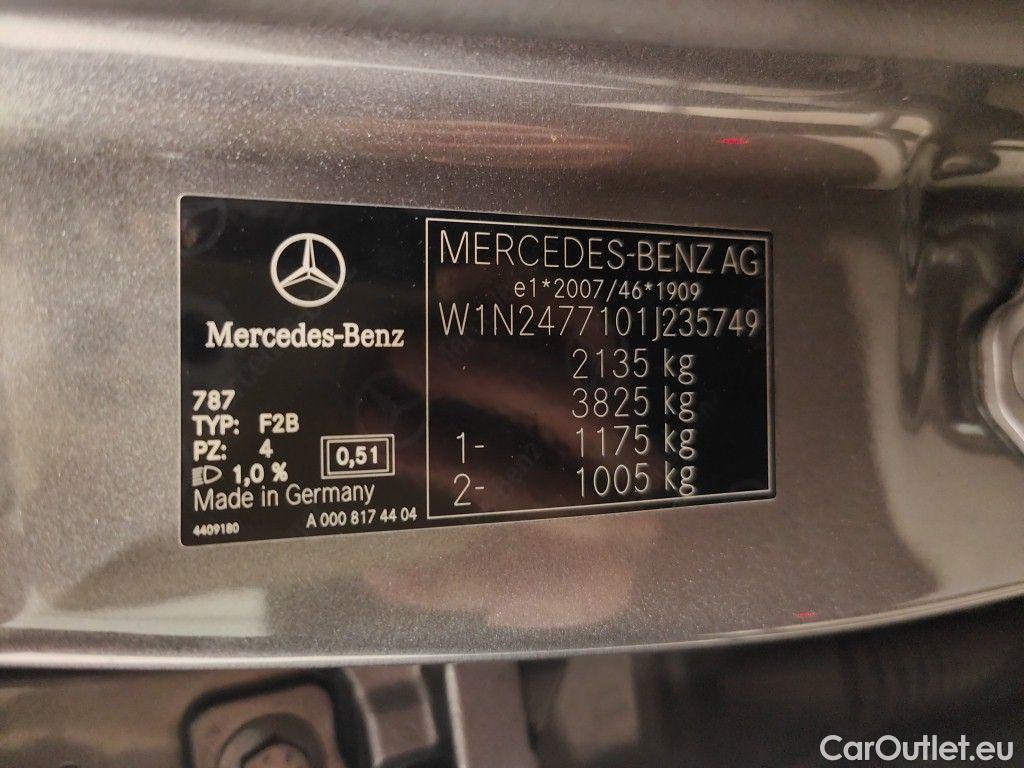 Mercedes-Benz
787
TYP: F2B
PZ: 4
1,0 %
0,51
Made in Germany
4409180
A 000 817 44 04
MERCEDES-BENZ AG
e1*2007/46*1909
W1N2477101J235749
2135 kg
3825 kg
1- 1175 kg
2- 1005 kg
CarOutlet.eu